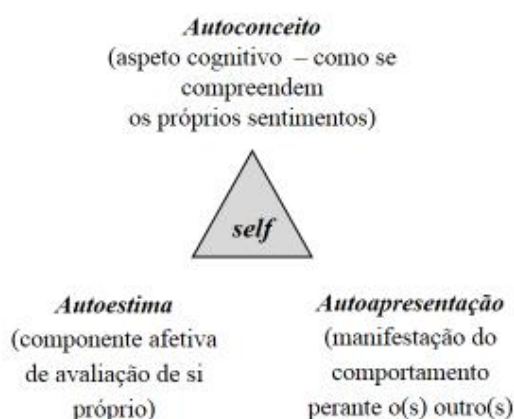 Autoconceito
(aspeto cognitivo – como se
compreendem
os próprios sentimentos)
self
Autoestima
(componente afetiva
de avaliação de si
próprio)
Autoapresentação
(manifestação do
comportamento
perante o(s) outro(s)